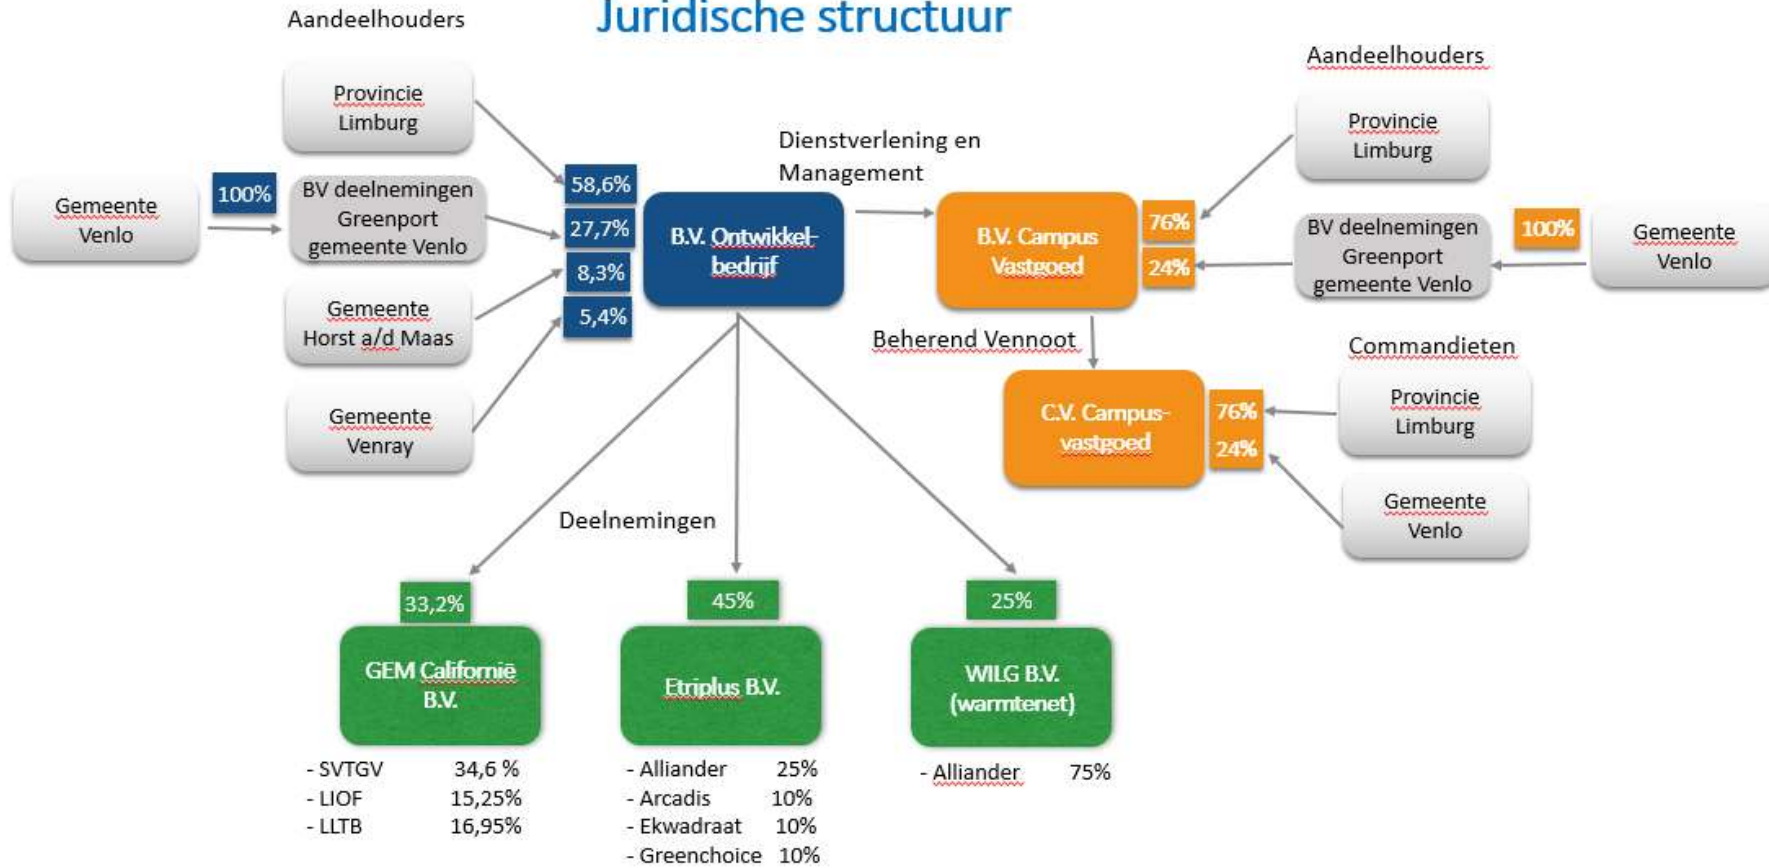 Juridische structuur
Aandeelhouders
Provincie
Limburg
Gemeente
Venlo
100%
BV deelnemingen
Greenport
gemeente Venlo
Gemeente
Horst a/d Maas
Gemeente
Venray
58,6%
27,7%
8,3%
5,4%
B.V. Ontwikkel-
bedrijf
Dienstverlening en
Management
B.V. Campus
Vastgoed
76%
24%
Aandeelhouders
Provincie
Limburg
BV deelnemingen
Greenport
gemeente Venlo
100%
Gemeente
Venlo
Beherend Vennoot
C.V. Campus-
vastgoed
76%
24%
Commandieten
Provincie
Limburg
Gemeente
Venlo
Deelnemingen
33,2%
GEM Californië
B.V.
- SVTGV 34,6 %
- LIOF 15,25%
- LLTB 16,95%
45%
Etriplus B.V.
- Alliander 25%
- Arcadis 10%
- Ekwadraat 10%
- Greenchoice 10%
25%
WILG B.V.
(warmtenet)
- Alliander 75%